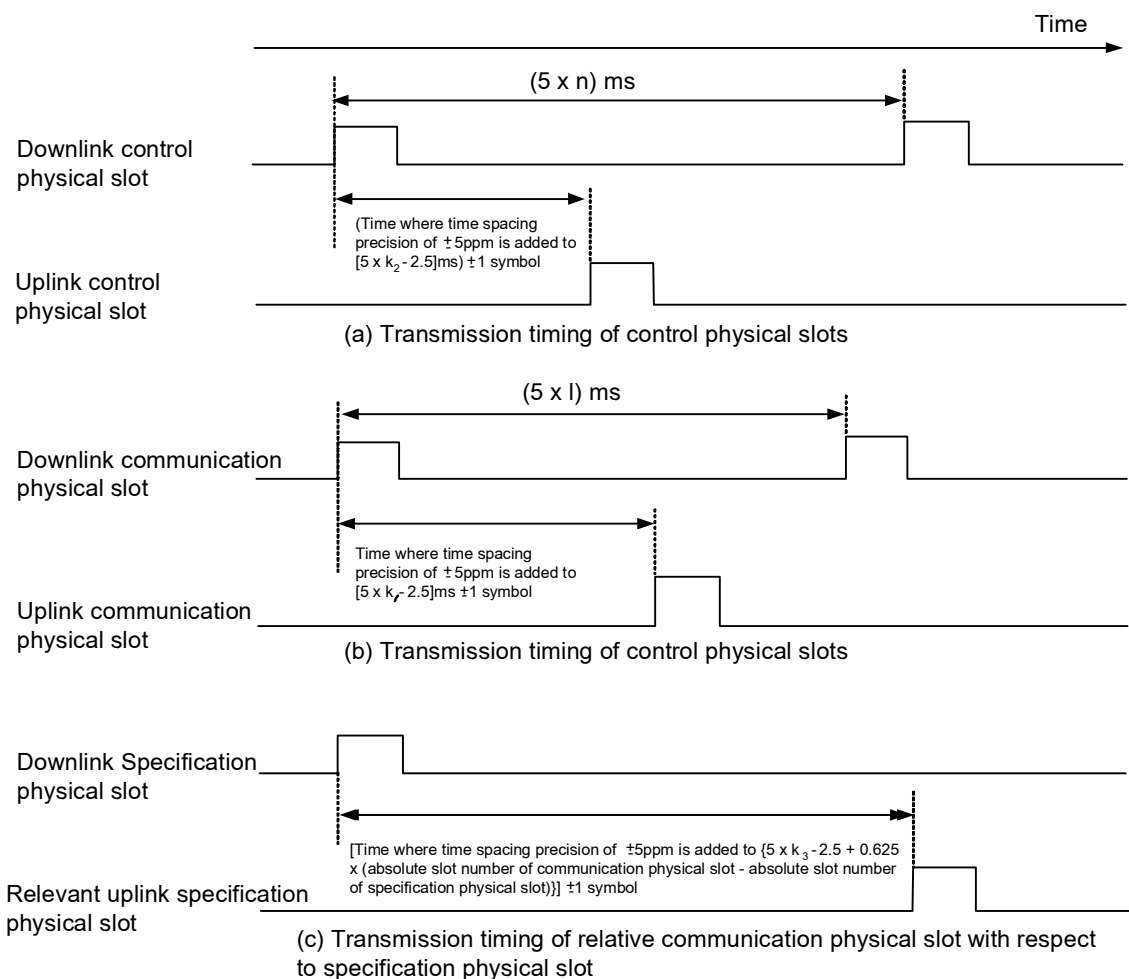 Time
(5 x n) ms
Downlink control
physical slot
(Time where time spacing
precision of ±5ppm is added to
[5 x k2 - 2.5]ms) ±1 symbol
Uplink control
physical slot
(a) Transmission timing of control physical slots
(5 x l) ms
Downlink communication
physical slot
Time where time spacing
precision of ±5ppm is added to
[5 x k, - 2.5]ms ±1 symbol
Uplink communication
physical slot
(b) Transmission timing of control physical slots
Downlink Specification
physical slot
[Time where time spacing precision of ±5ppm is added to {5 x k3 - 2.5 + 0.625
x (absolute slot number of communication physical slot - absolute slot number
of specification physical slot)}] ±1 symbol
Relevant uplink specification
physical slot
(c) Transmission timing of relative communication physical slot with respect
to specification physical slot